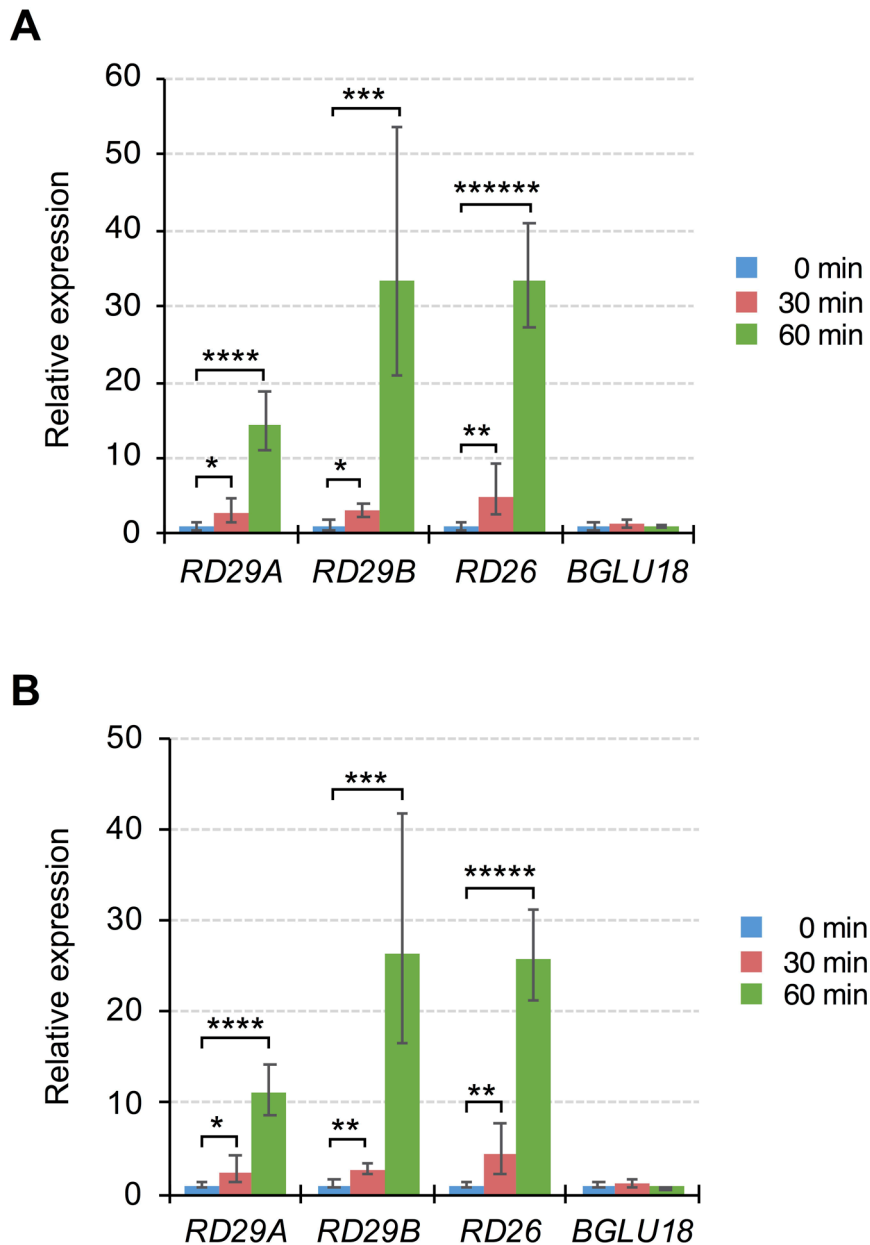 A
Relative expression
60
50
40
30
20
10
0
***
******
****
*
*
**
RD29A RD29B RD26 BGLU18
0 min
30 min
60 min
B
Relative expression
50
40
30
20
10
0
***
*****
****
*
**
**
RD29A RD29B RD26 BGLU18
0 min
30 min
60 min